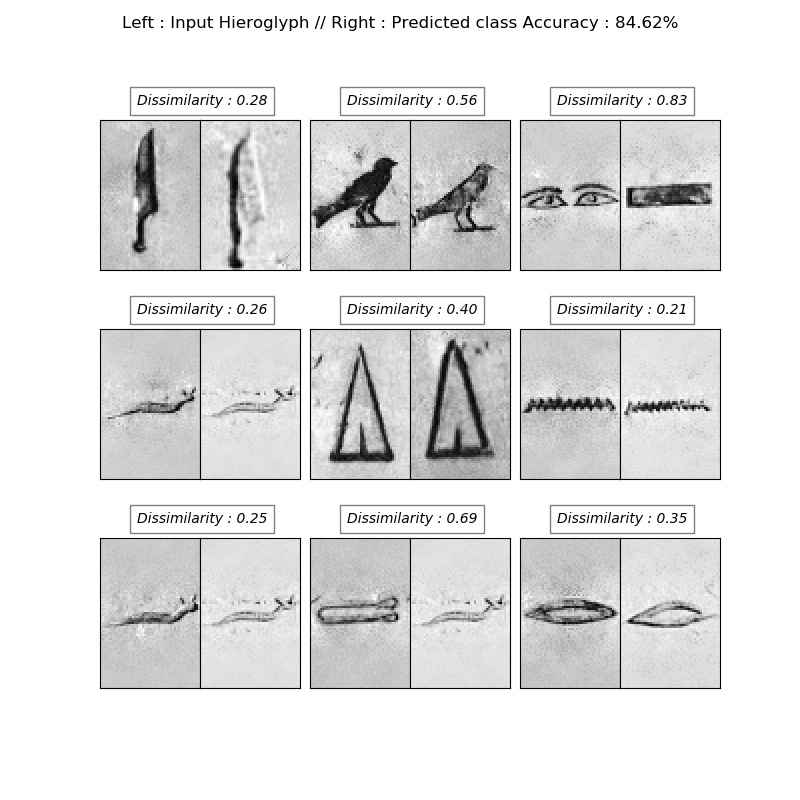 Left : Input Hieroglyph // Right : Predicted class Accuracy : 84.62%
Dissimilarity : 0.28
Dissimilarity : 0.56
Dissimilarity : 0.83
Dissimilarity : 0.26
Dissimilarity : 0.40
Dissimilarity : 0.21
Dissimilarity : 0.25
Dissimilarity : 0.69
Dissimilarity : 0.35